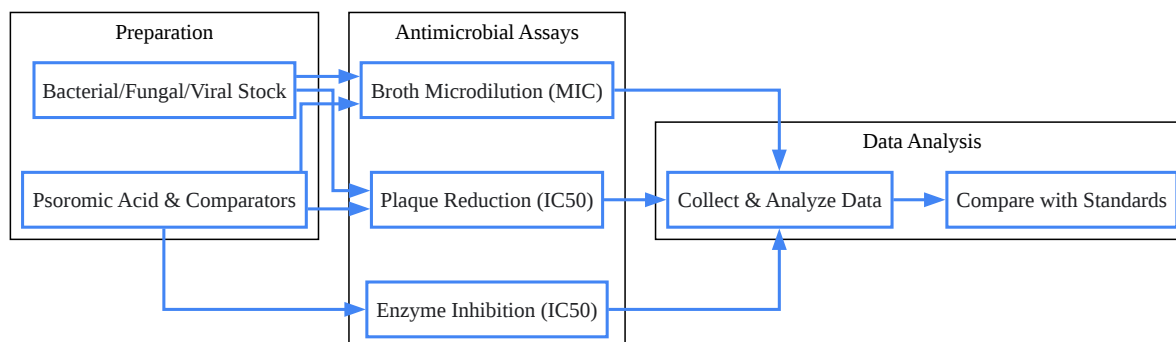 Preparation
Bacterial/Fungal/Viral Stock
Psoromic Acid & Comparators
Antimicrobial Assays
Broth Microdilution (MIC)
Plaque Reduction (IC50)
Enzyme Inhibition (IC50)
Data Analysis
Collect & Analyze Data
Compare with Standards